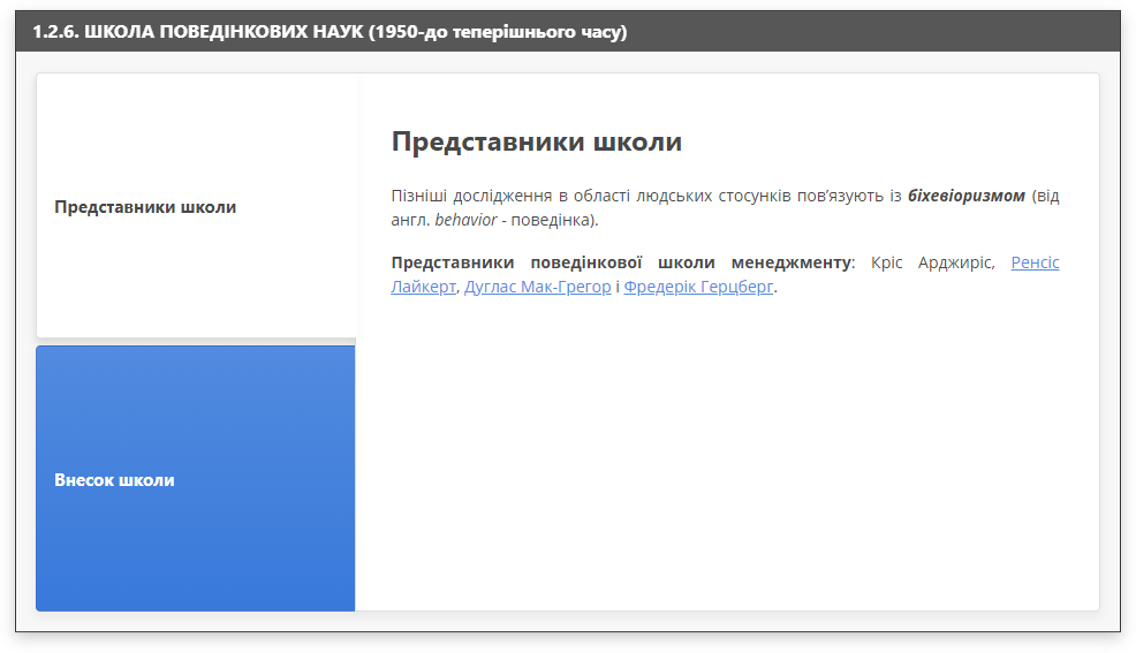 1.2.6. ШКОЛА ПОВЕДІНКОВИХ НАУК (1950-до теперішнього часу)
Представники школи
Внесок школи
Представники школи
Пізніші дослідження в області людських стосунків пов’язують із біхевіоризмом (від
англ. behavior - поведінка).
Представники поведінкової школи менеджменту: Кріс Арджиріс, Ренсіс
Лайкерт, Дуглас Мак-Грегор і Фредерік Герцберг.